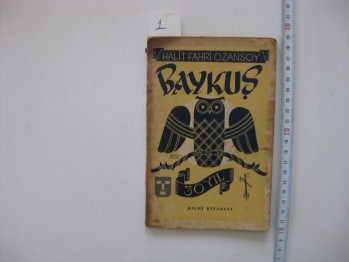 1
HALİT FAHRİ OZANSOY
BAYKUŞ
30 YIL
HİLMİ KİTABEVİ